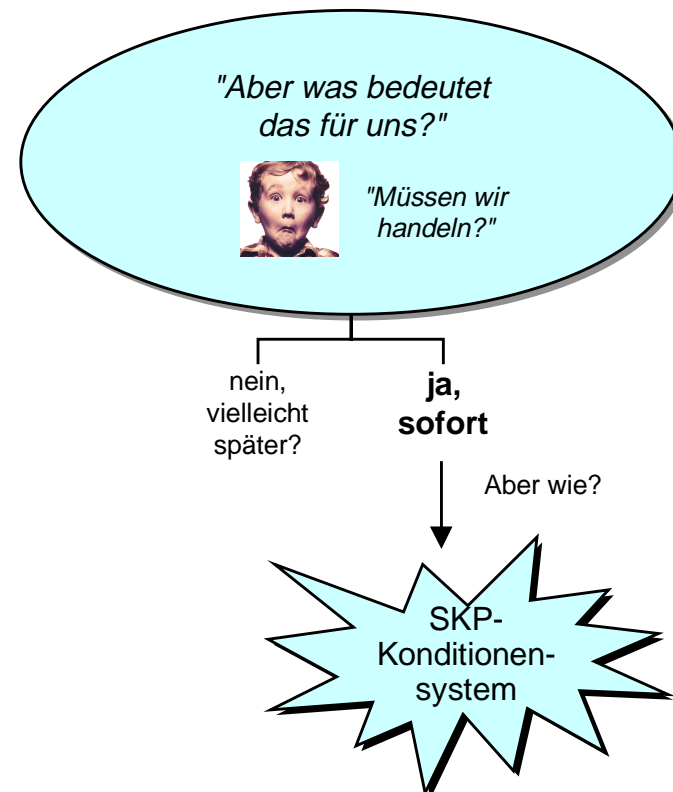 "Aber was bedeutet
das für uns?"
"Müssen wir
handeln?"
nein,
vielleicht
später?
ja,
sofort
Aber wie?
SKP-
Konditionen-
system